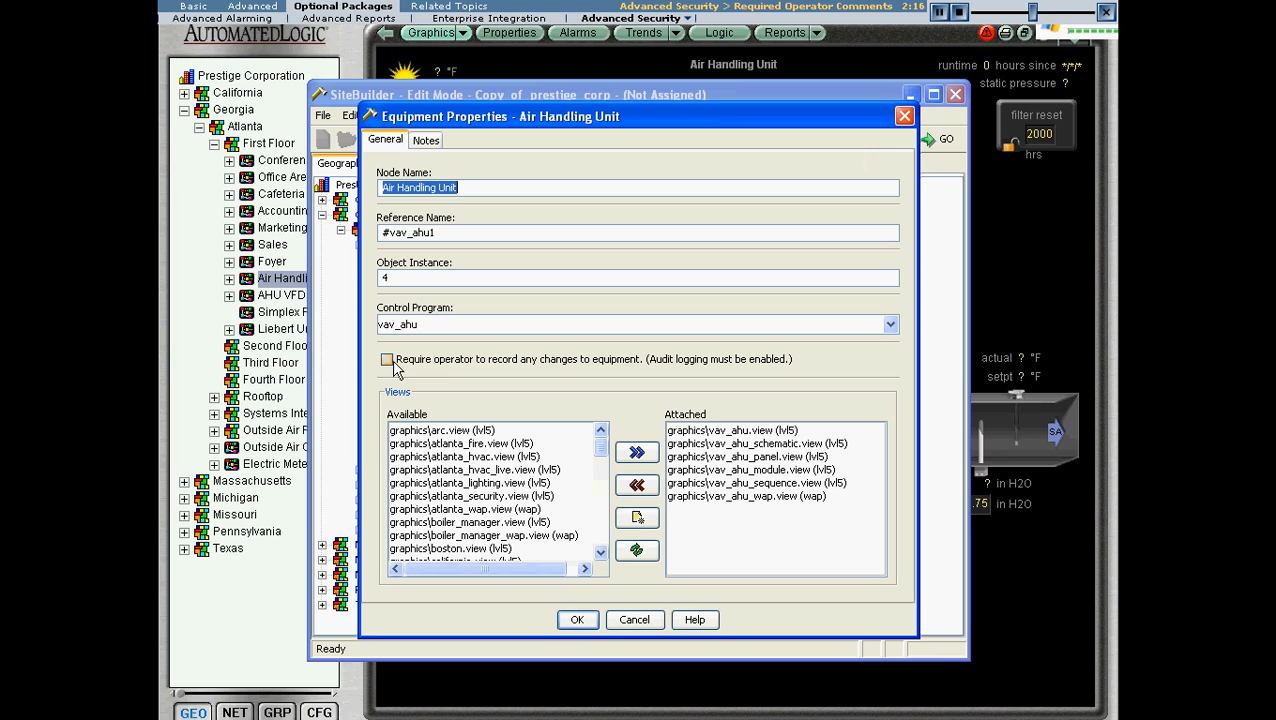 Basic Advanced Optional Packages Related Topics Advanced Security > Required Operator Comments 2:16
Advanced Alarming Advanced Reports Enterprise Integration Advanced Security
AUTOMATEDLOGIC
Graphics Properties Alarms Trends Logic Reports
? °F
Air Handling Unit
runtime 0 hours since */*/*
static pressure ?
filter reset
2000
hrs
Prestige Corporation
California
Georgia
Atlanta
First Floor
Conferen
Office Are
Cafeteria
Accounting
Marketing
Sales
Foyer
Air Handli
AHU VFD
Simplex F
Liebert U
Second Floo
Third Floor
Fourth Floor
Rooftop
Systems Inte
Outside Air F
Outside Air C
Electric Mete
Massachusetts
Michigan
Missouri
Pennsylvania
Texas
GEO NET GRP CFG
SiteBuilder - Edit Mode - Copy_of_prestige_corp - (Not Assigned)
File Edi
GO
Geograph
Prest
Equipment Properties - Air Handling Unit
General Notes
Node Name:
Air Handling Unit
Reference Name:
#vav_ahu1
Object Instance:
4
Control Program:
vav_ahu
Require operator to record any changes to equipment. (Audit logging must be enabled.)
Views
Available
graphics\arc.view (lvl5)
graphics\atlanta_fire.view (lvl5)
graphics\atlanta_hvac.view (lvl5)
graphics\atlanta_hvac_live.view (lvl5)
graphics\atlanta_lighting.view (lvl5)
graphics\atlanta_security.view (lvl5)
graphics\atlanta_wap.view (wap)
graphics\boiler_manager.view (lvl5)
graphics\boiler_manager_wap.view (wap)
graphics\boston.view (lvl5)
graphics\california.view (lvl5)
Attached
graphics\vav_ahu.view (lvl5)
graphics\vav_ahu_schematic.view (lvl5)
graphics\vav_ahu_panel.view (lvl5)
graphics\vav_ahu_module.view (lvl5)
graphics\vav_ahu_sequence.view (lvl5)
graphics\vav_ahu_wap.view (wap)
OK Cancel Help
Ready
actual ? °F
setpt ? °F
SA
? in H2O
.75 in H2O